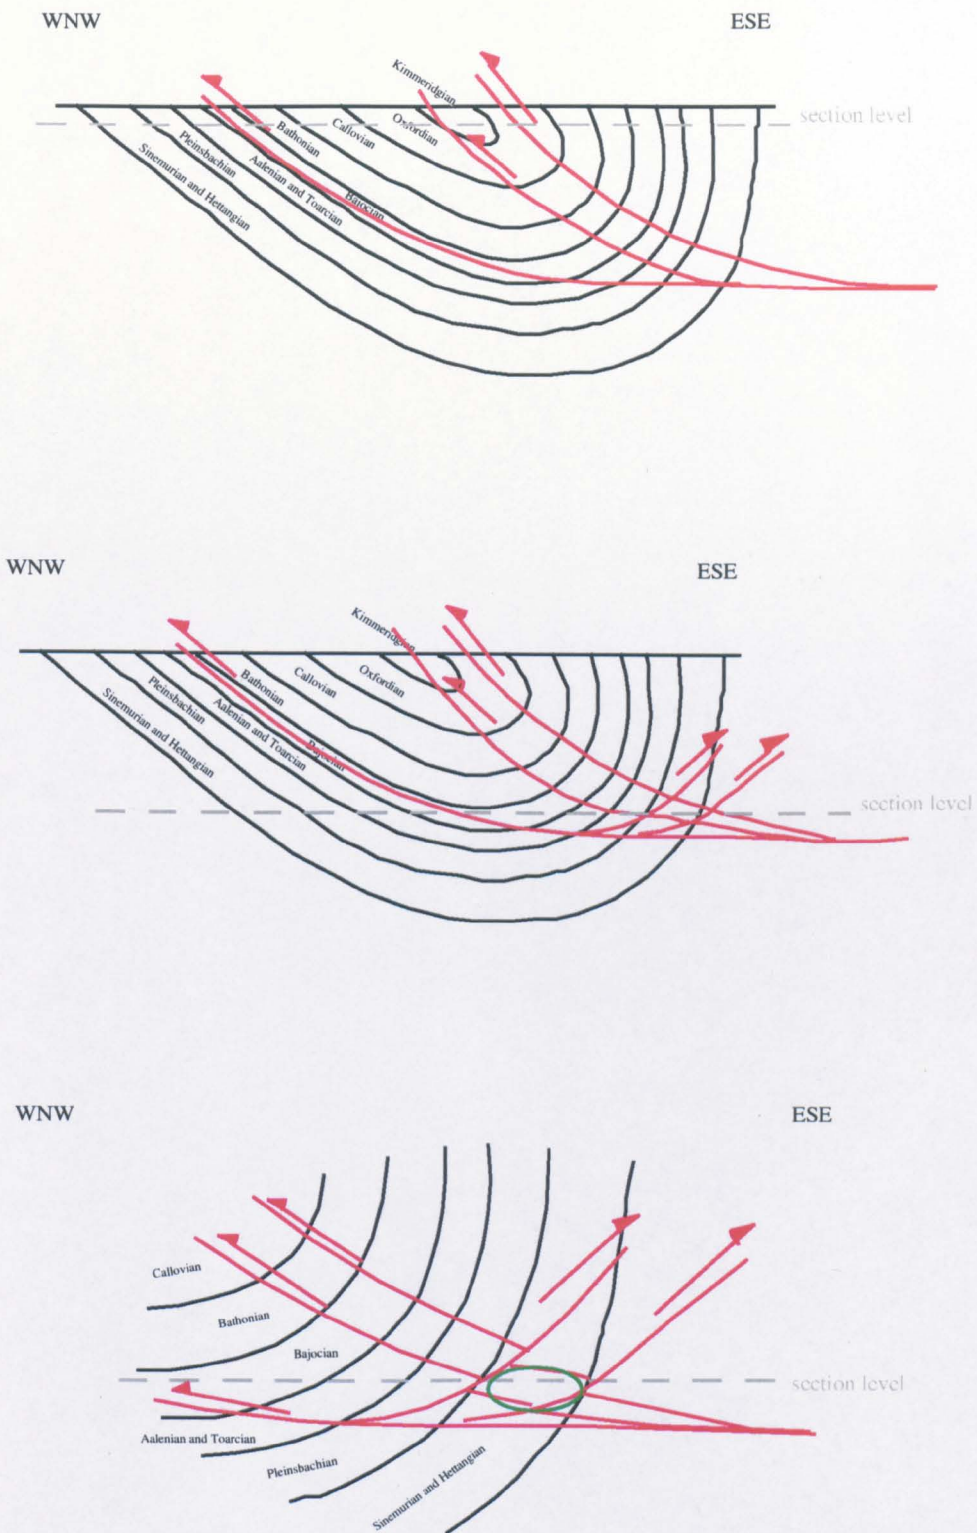 WNW
ESE
Kimmeridgian
section level
Oxfordian
Callovian
Bathonian
Pleinsbachian
Aalenian and Toarcian
Sinemurian and Hettangian
Bajocian
WNW
ESE
Kimmeridgian
Oxfordian
Callovian
Bathonian
Pleinsbachian
Aalenian and Toarcian
Sinemurian and Hettangian
Bajocian
section level
WNW
ESE
Callovian
Bathonian
Bajocian
section level
Aalenian and Toarcian
Pleinsbachian
Sinemurian and Hettangian